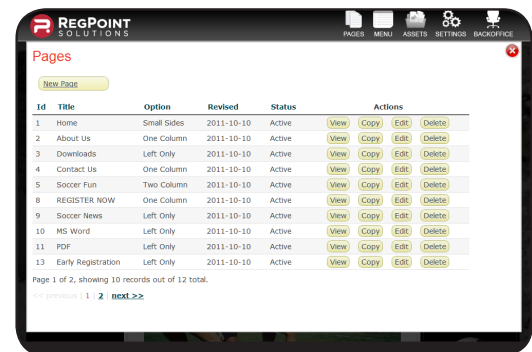 REGPOINT
SOLUTIONS
PAGES MENU ASSETS SETTINGS BACKOFFICE
Pages
New Page
Id Title Option Revised Status Actions
1 Home Small Sides 2011-10-10 Active View Copy Edit Delete
2 About Us One Column 2011-10-10 Active View Copy Edit Delete
3 Downloads Left Only 2011-10-10 Active View Copy Edit Delete
4 Contact Us One Column 2011-10-10 Active View Copy Edit Delete
5 Soccer Fun Two Column 2011-10-10 Active View Copy Edit Delete
8 REGISTER NOW One Column 2011-10-10 Active View Copy Edit Delete
9 Soccer News Left Only 2011-10-10 Active View Copy Edit Delete
10 MS Word Left Only 2011-10-10 Active View Copy Edit Delete
11 PDF Left Only 2011-10-10 Active View Copy Edit Delete
13 Early Registration Left Only 2011-10-10 Active View Copy Edit Delete
Page 1 of 2, showing 10 records out of 12 total.
<< previous | 1 | 2 | next >>